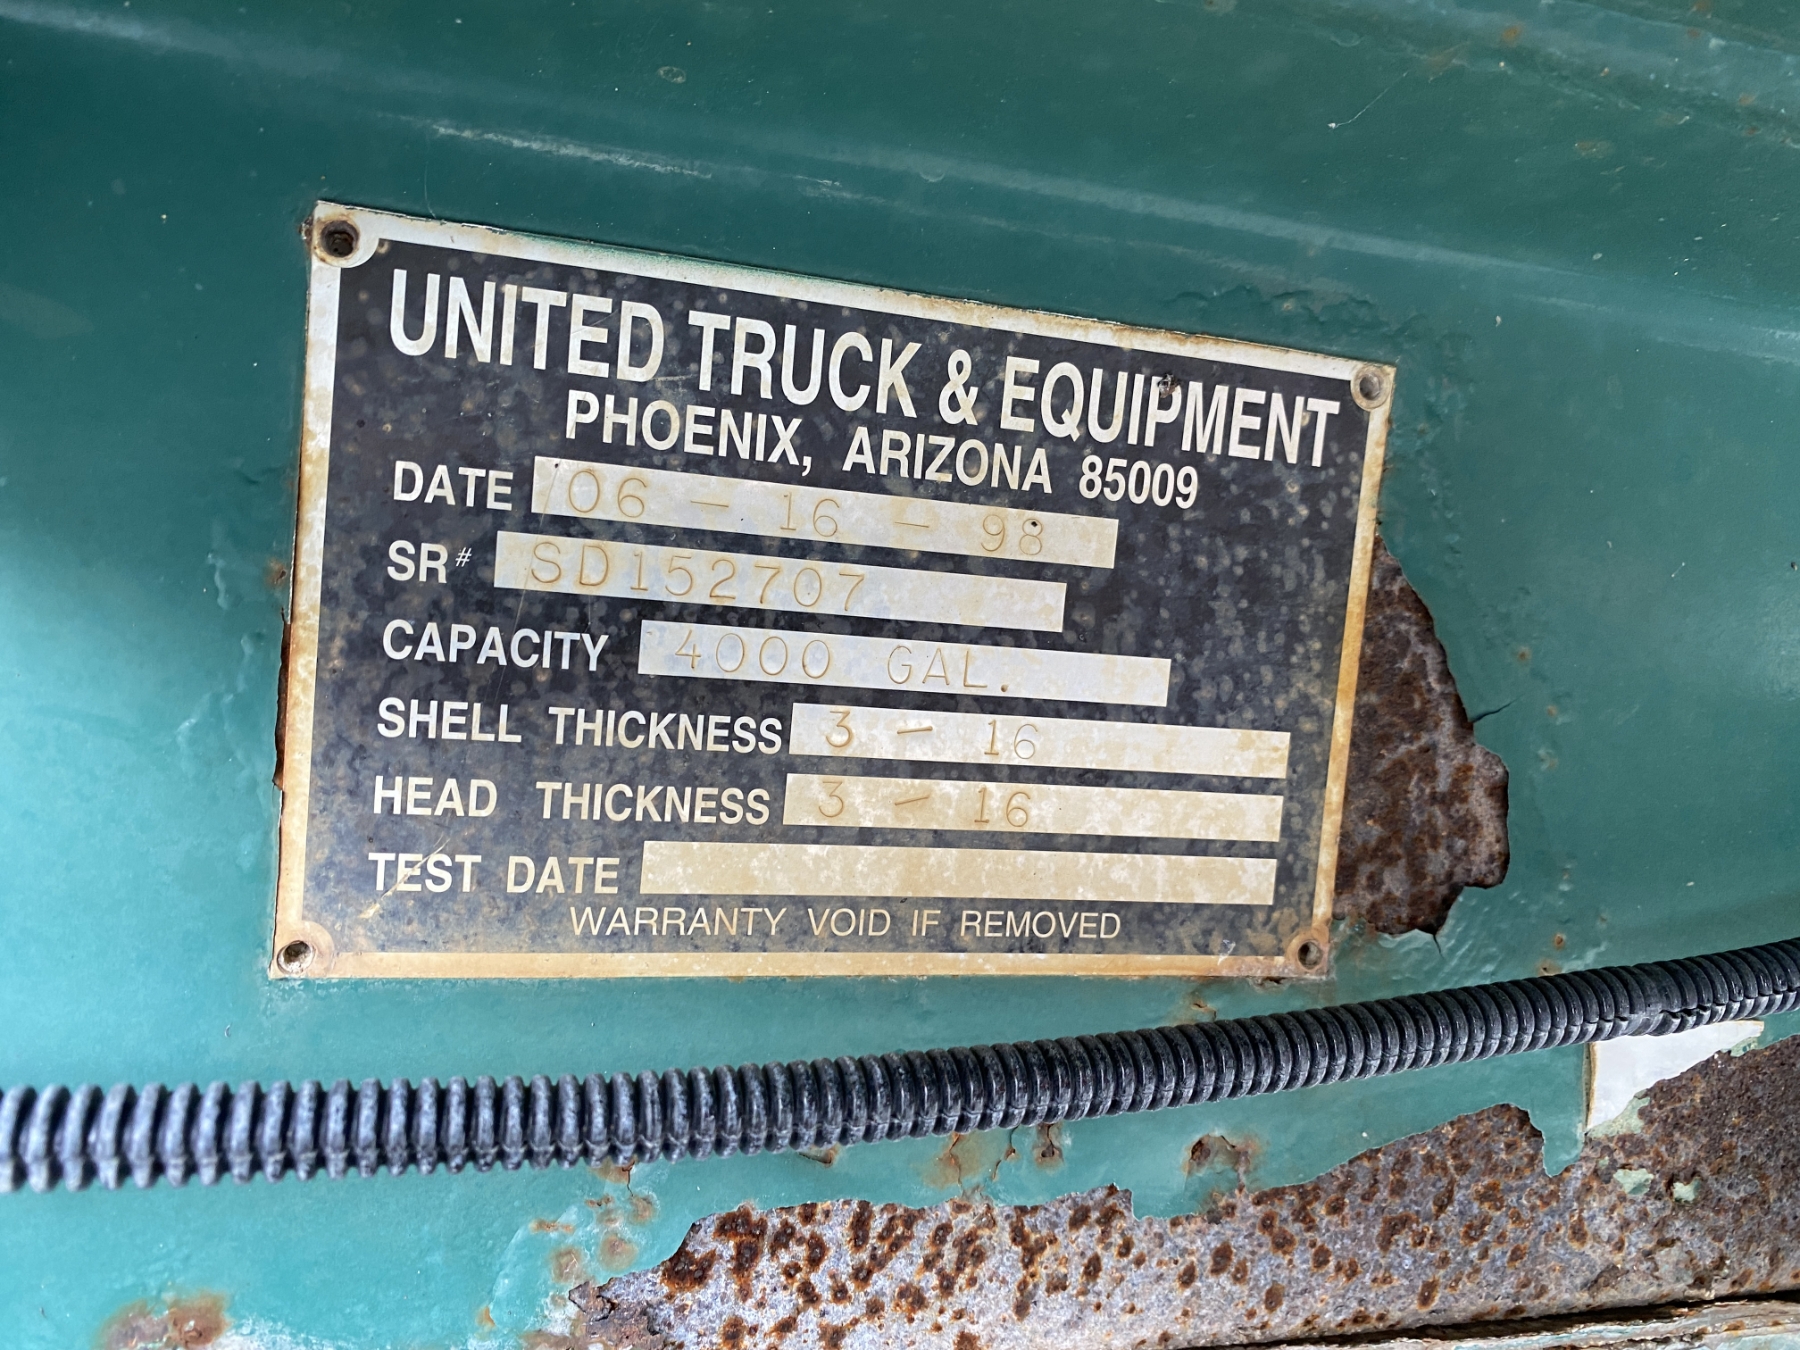 UNITED TRUCK & EQUIPMENT
PHOENIX, ARIZONA 85009
DATE 06 - 16 - 98
SR# SD152707
CAPACITY 4000 GAL.
SHELL THICKNESS 3 - 16
HEAD THICKNESS 3 - 16
TEST DATE
WARRANTY VOID IF REMOVED